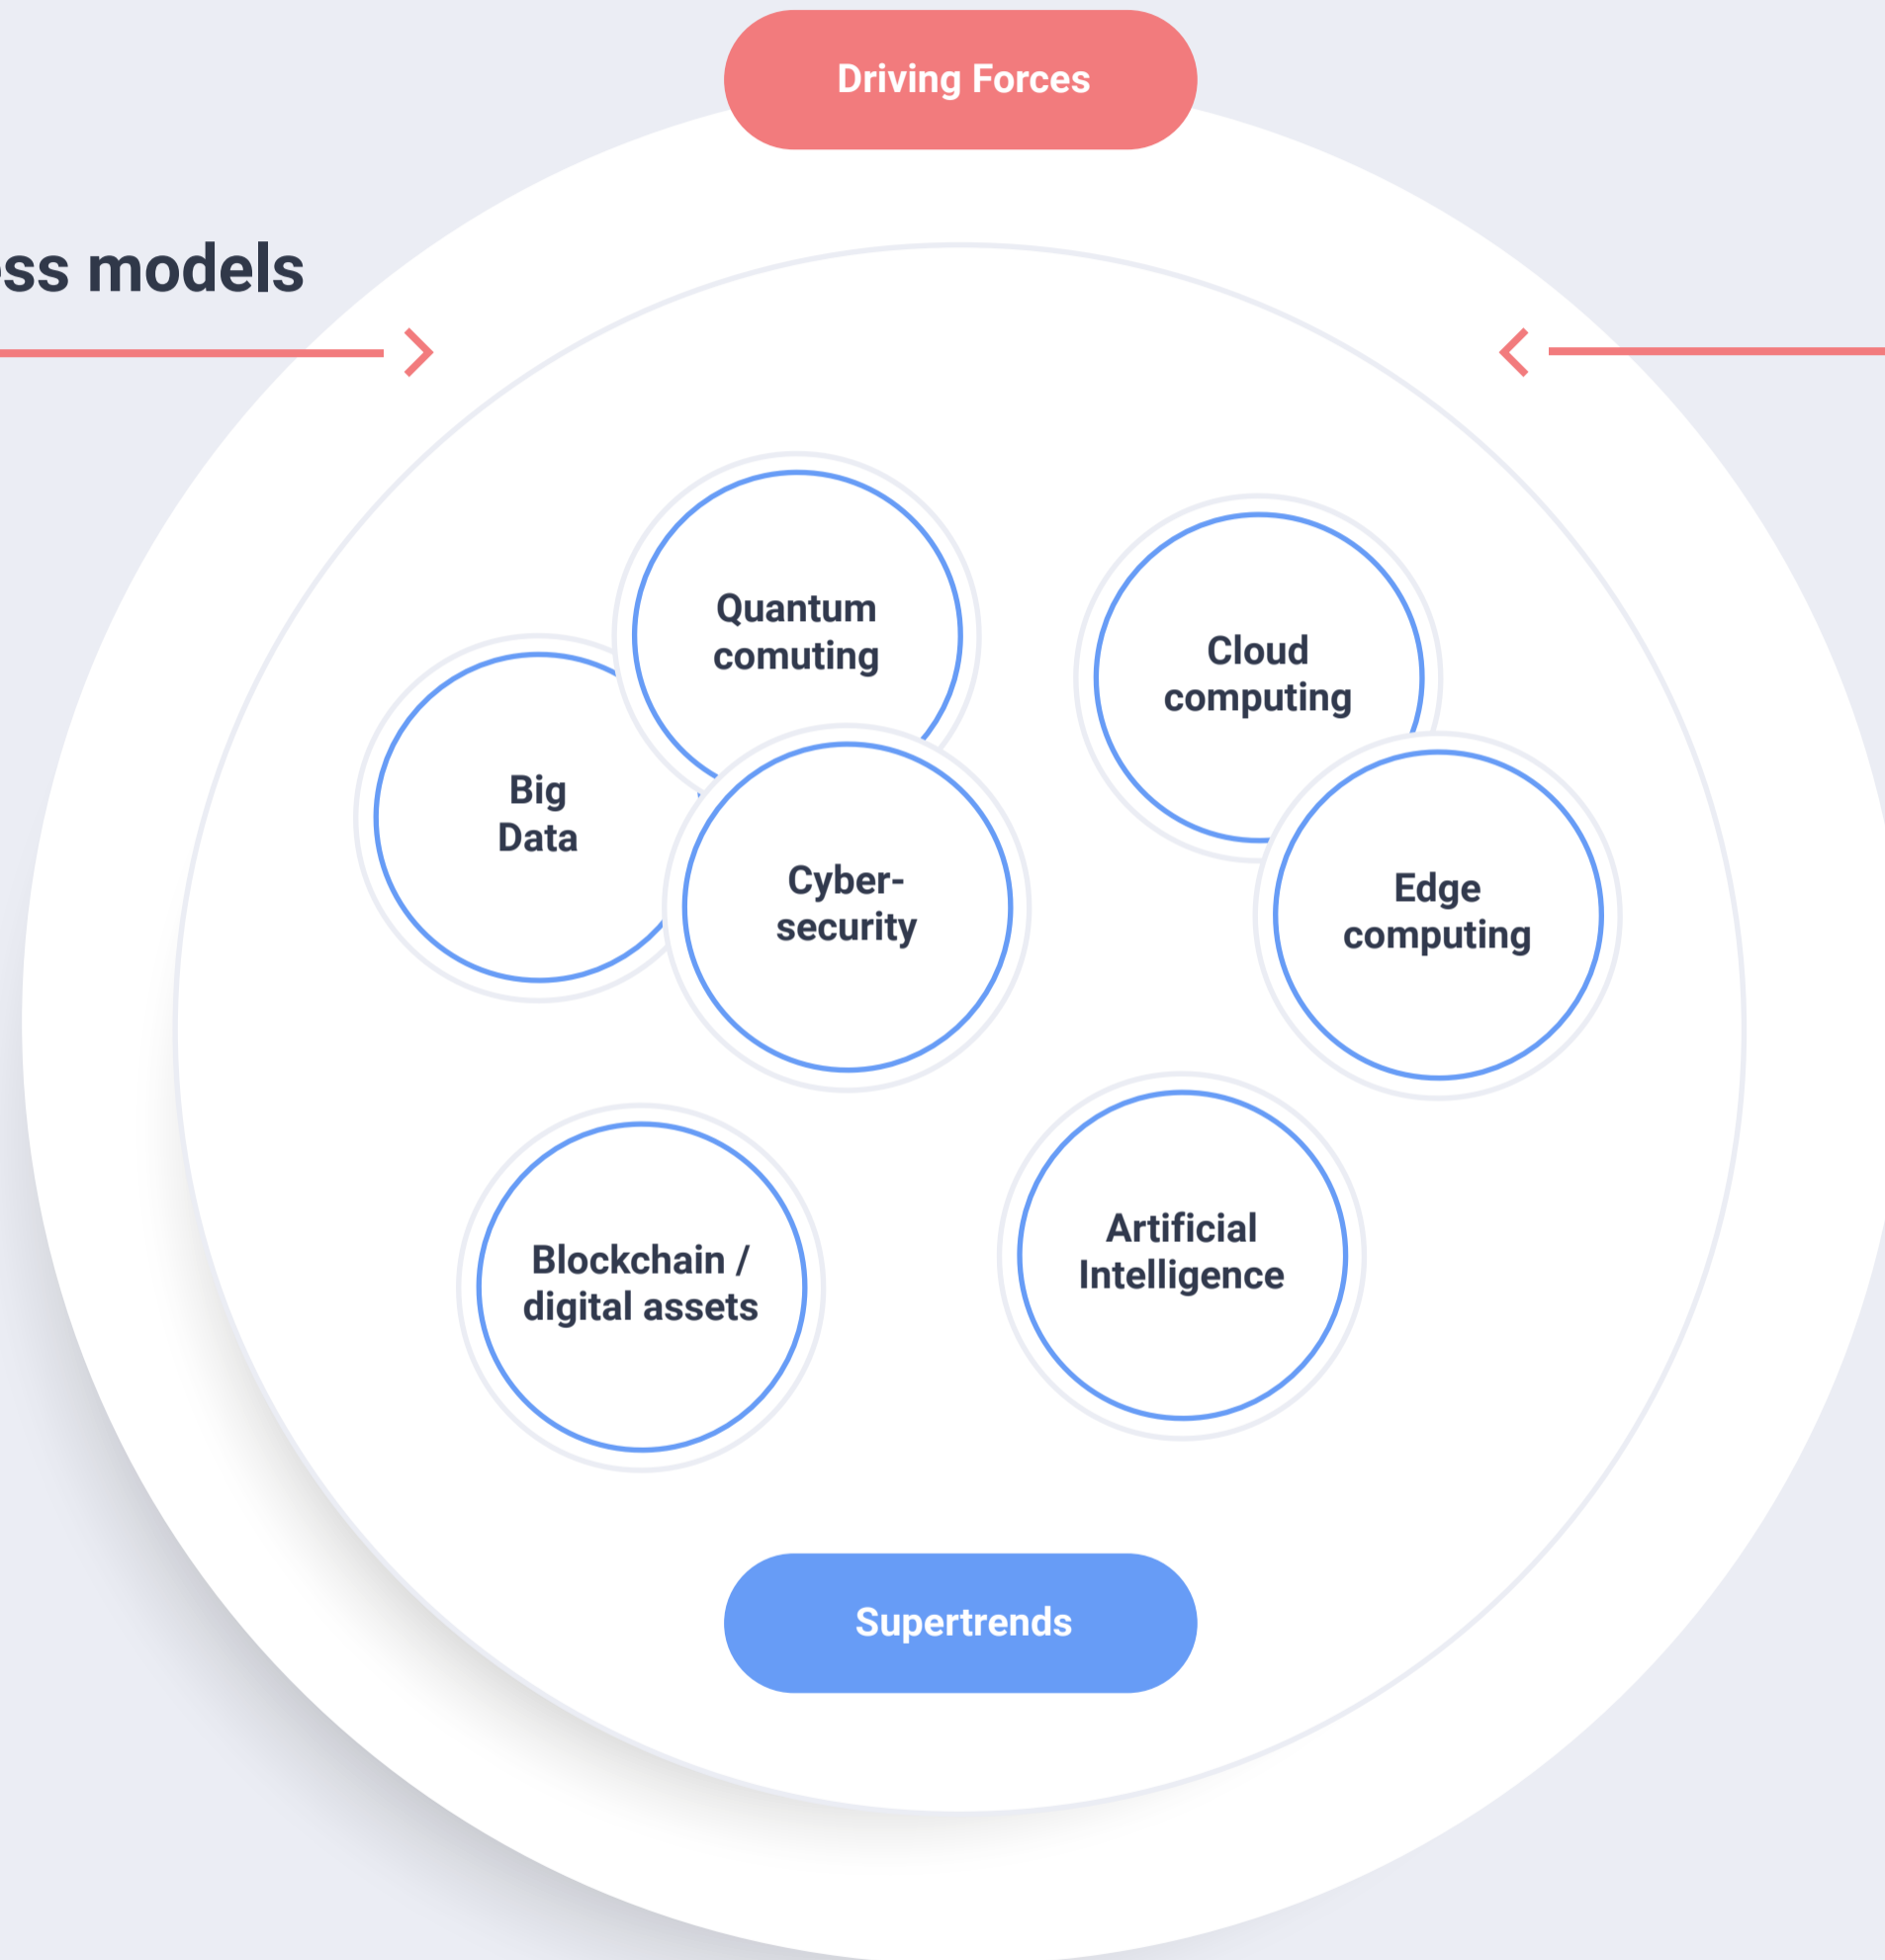 Driving Forces
ss models
Quantum
comuting
Cloud
computing
Big
Data
Cyber-
security
Edge
computing
Blockchain /
digital assets
Artificial
Intelligence
Supertrends